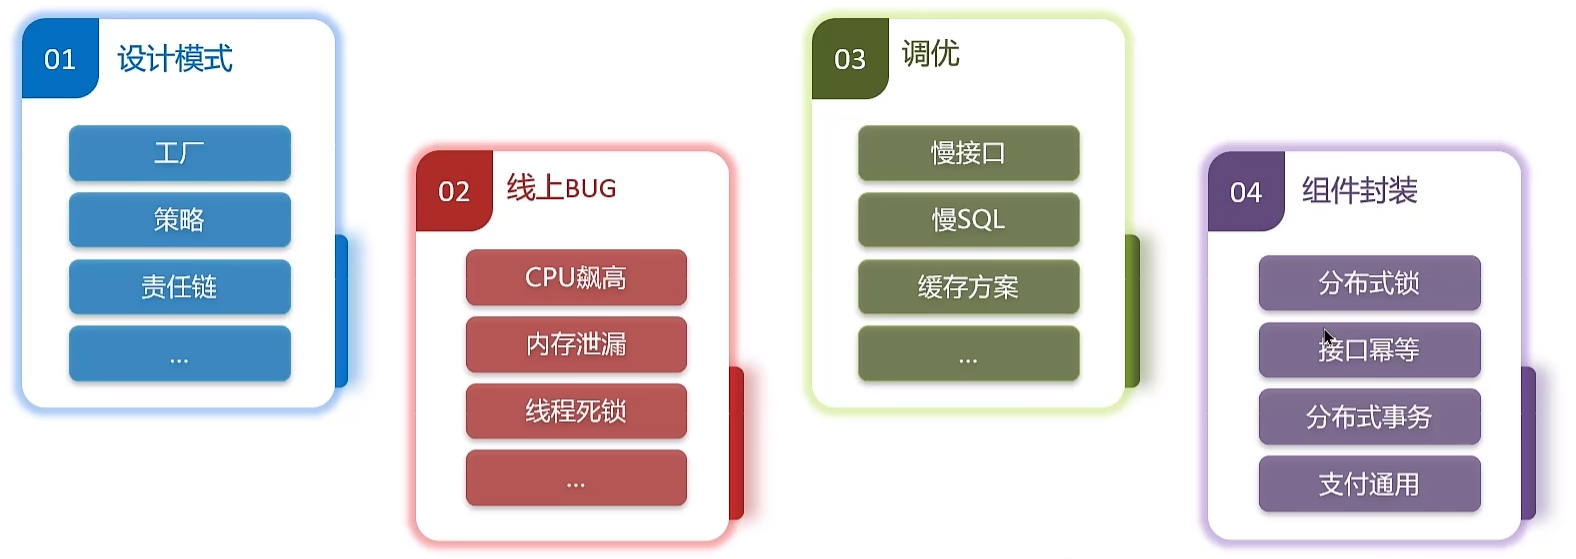 01
设计模式
工厂
策略
责任链
...
02
线上BUG
CPU飙高
内存泄漏
线程死锁
...
03
调优
慢接口
慢SQL
缓存方案
...
04
组件封装
分布式锁
接口幂等
分布式事务
支付通用